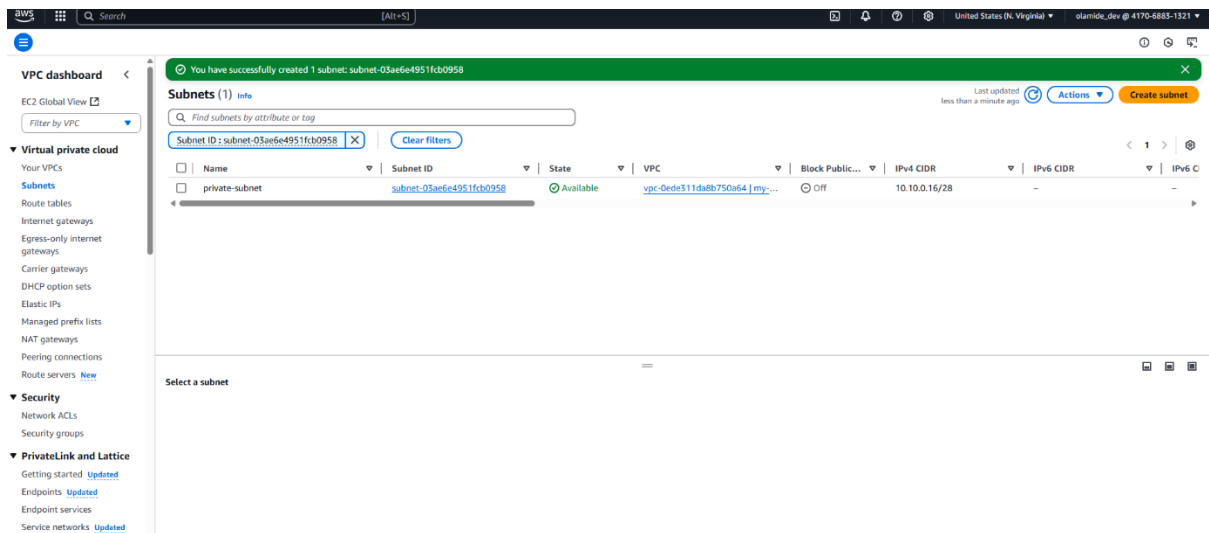 aws Search [Alt+S] United States (N. Virginia) ▼ olamide_dev @ 4170-6883-1321 ▼
VPC dashboard <
EC2 Global View
Filter by VPC ▼
▼ Virtual private cloud
Your VPCs
Subnets
Route tables
Internet gateways
Egress-only internet
gateways
Carrier gateways
DHCP option sets
Elastic IPs
Managed prefix lists
NAT gateways
Peering connections
Route servers New
▼ Security
Network ACLs
Security groups
▼ PrivateLink and Lattice
Getting started Updated
Endpoints Updated
Endpoint services
Service networks Updated
You have successfully created 1 subnet: subnet-03ae6e4951fcb0958
Subnets (1) Info
Last updated
less than a minute ago
Actions ▼
Create subnet
Find subnets by attribute or tag
Subnet ID : subnet-03ae6e4951fcb0958 X
Clear filters
< 1 >
Name Subnet ID State VPC Block Public... IPv4 CIDR IPv6 CIDR IPv6 CI
private-subnet subnet-03ae6e4951fcb0958 Available vpc-0ede311da8b750a64 | my-... Off 10.10.0.16/28 – –
Select a subnet